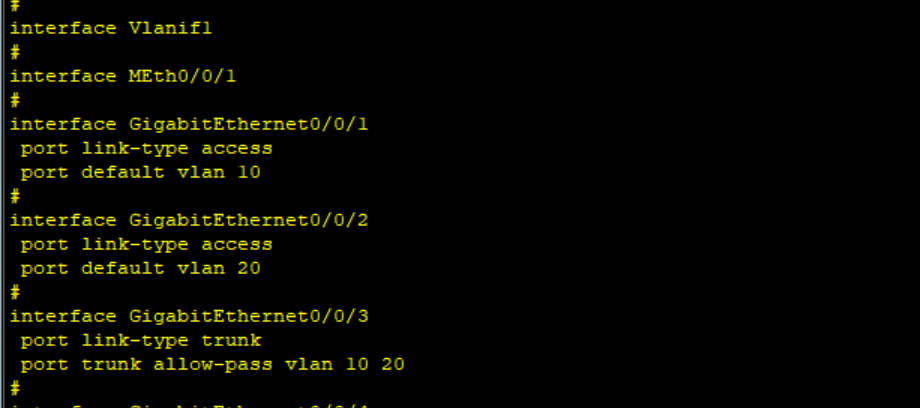 #
interface Vlanif1
#
interface MEth0/0/1
#
interface GigabitEthernet0/0/1
 port link-type access
 port default vlan 10
#
interface GigabitEthernet0/0/2
 port link-type access
 port default vlan 20
#
interface GigabitEthernet0/0/3
 port link-type trunk
 port trunk allow-pass vlan 10 20
#